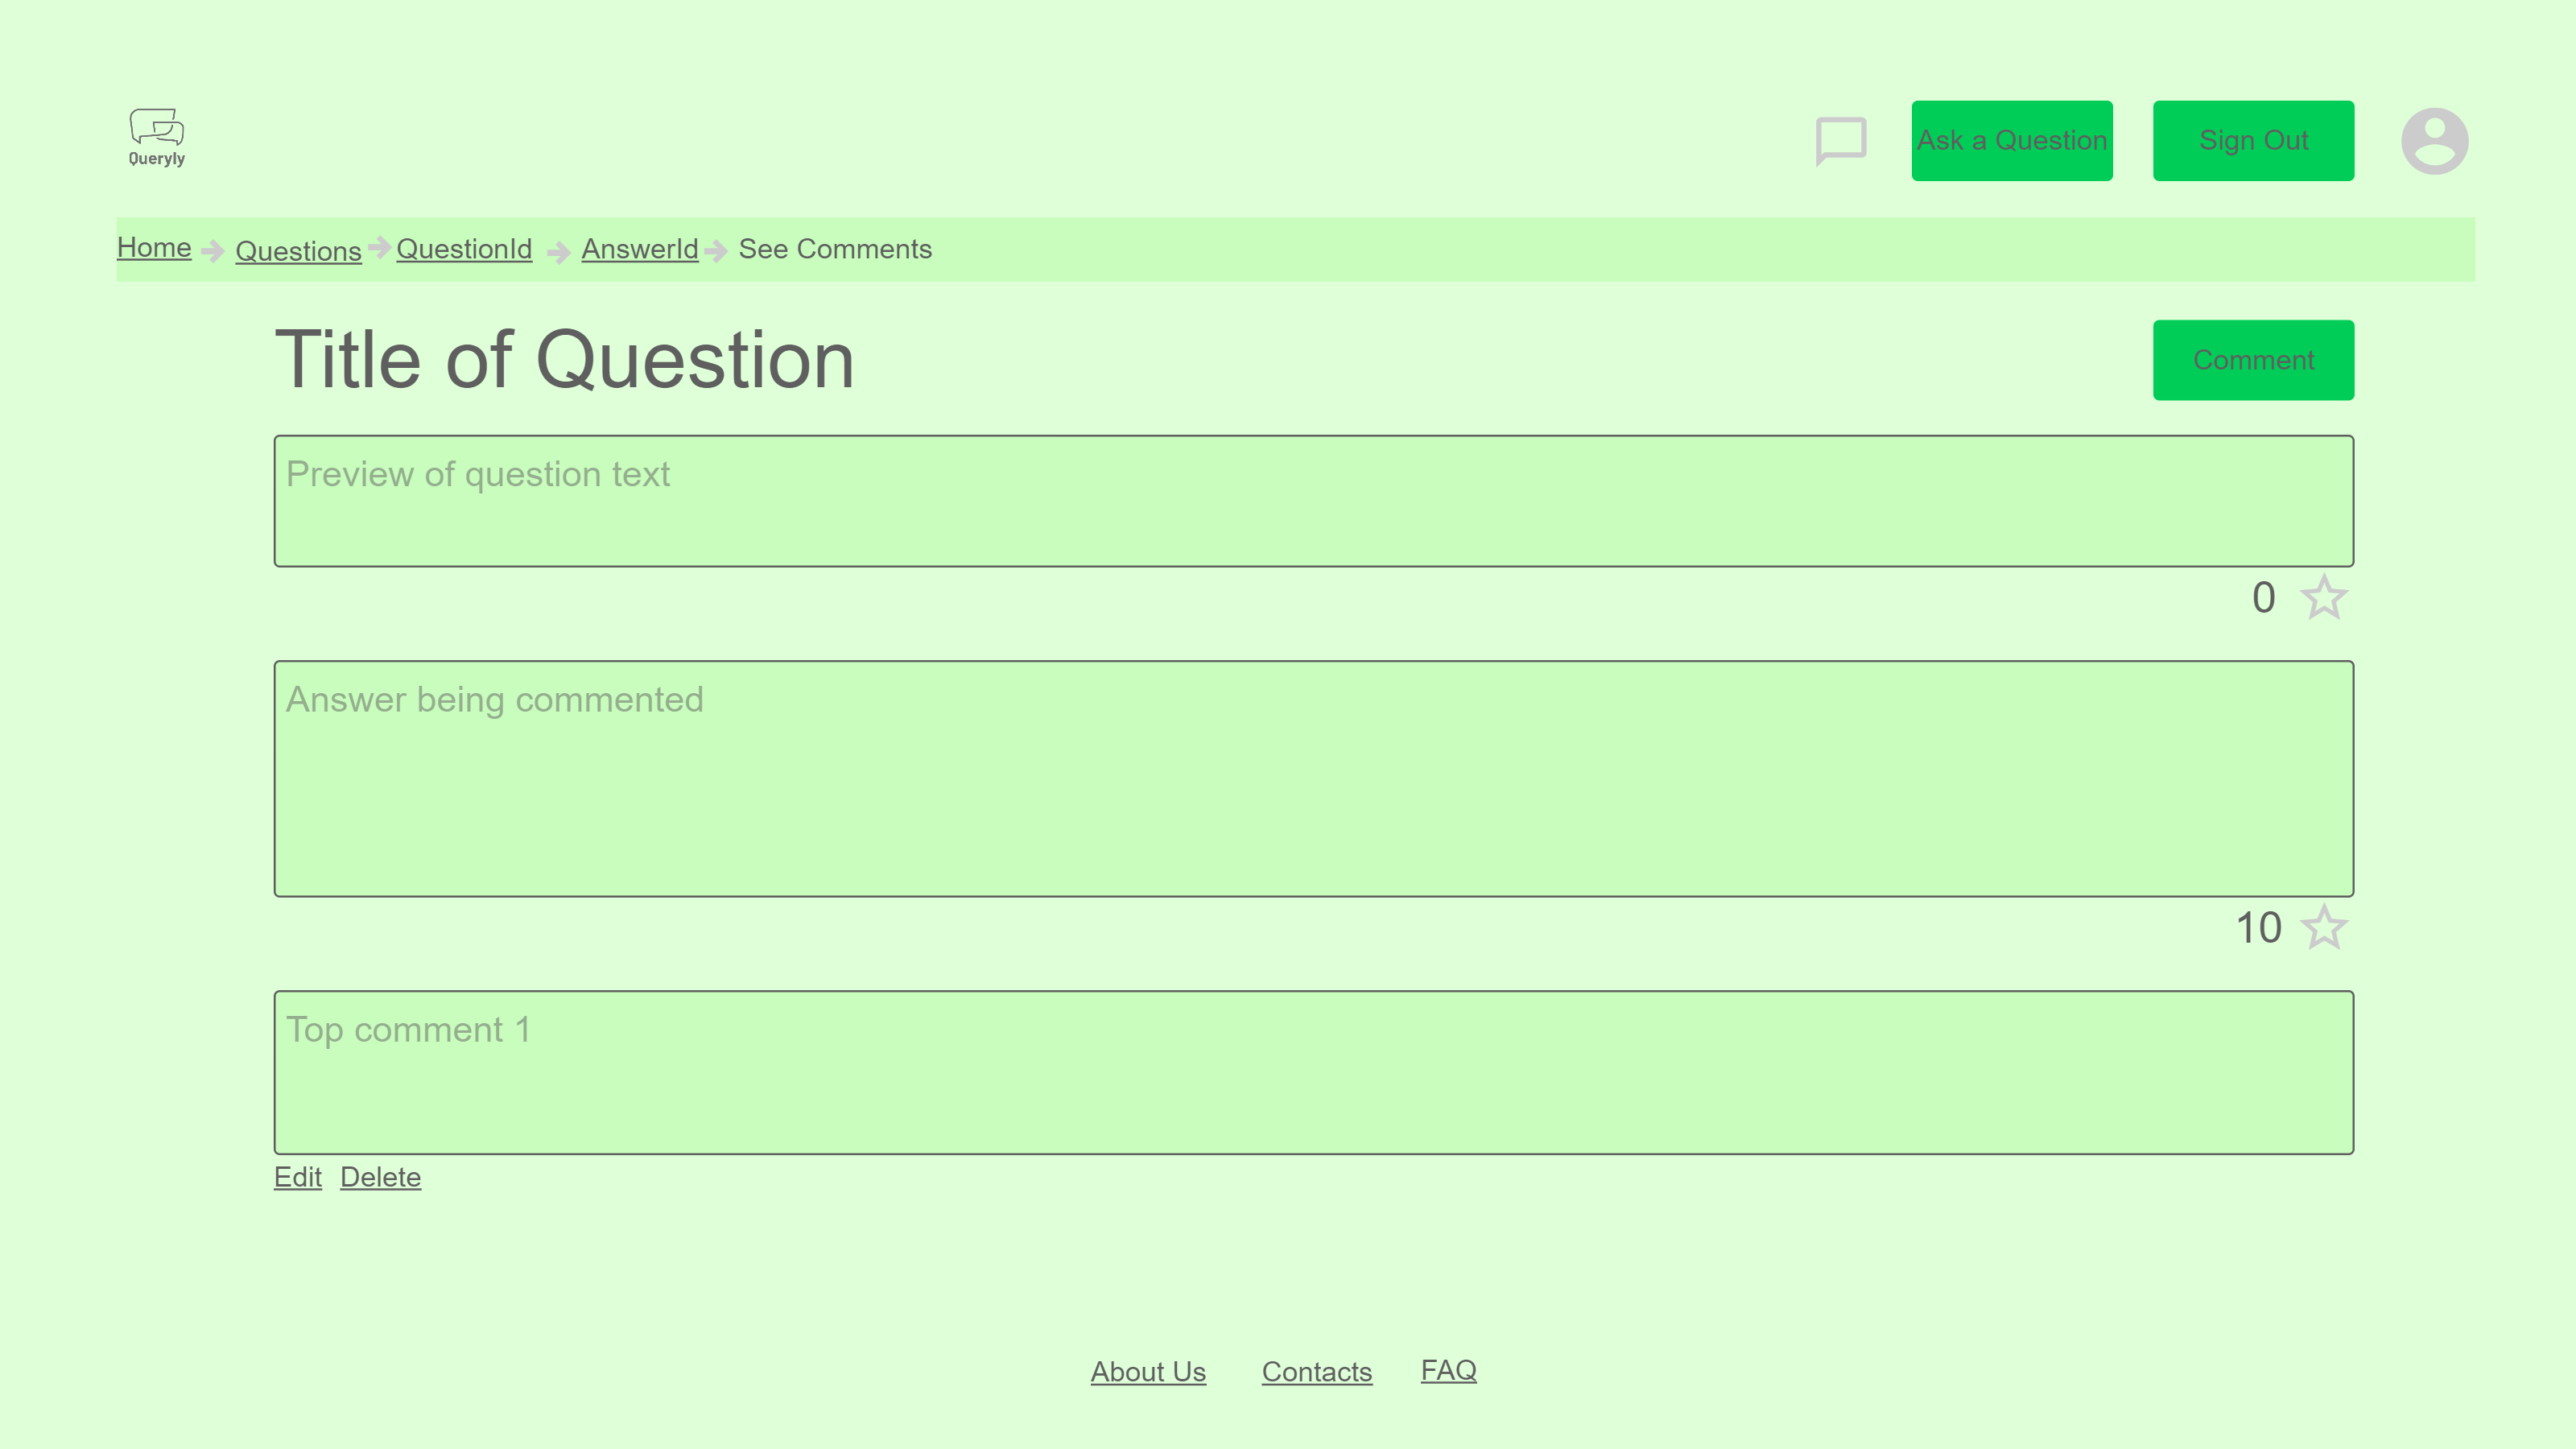 Queryly
Ask a Question
Sign Out
Home Questions QuestionId AnswerId See Comments
Title of Question
Comment
Preview of question text
0
Answer being commented
10
Top comment 1
Edit Delete
About Us Contacts FAQ